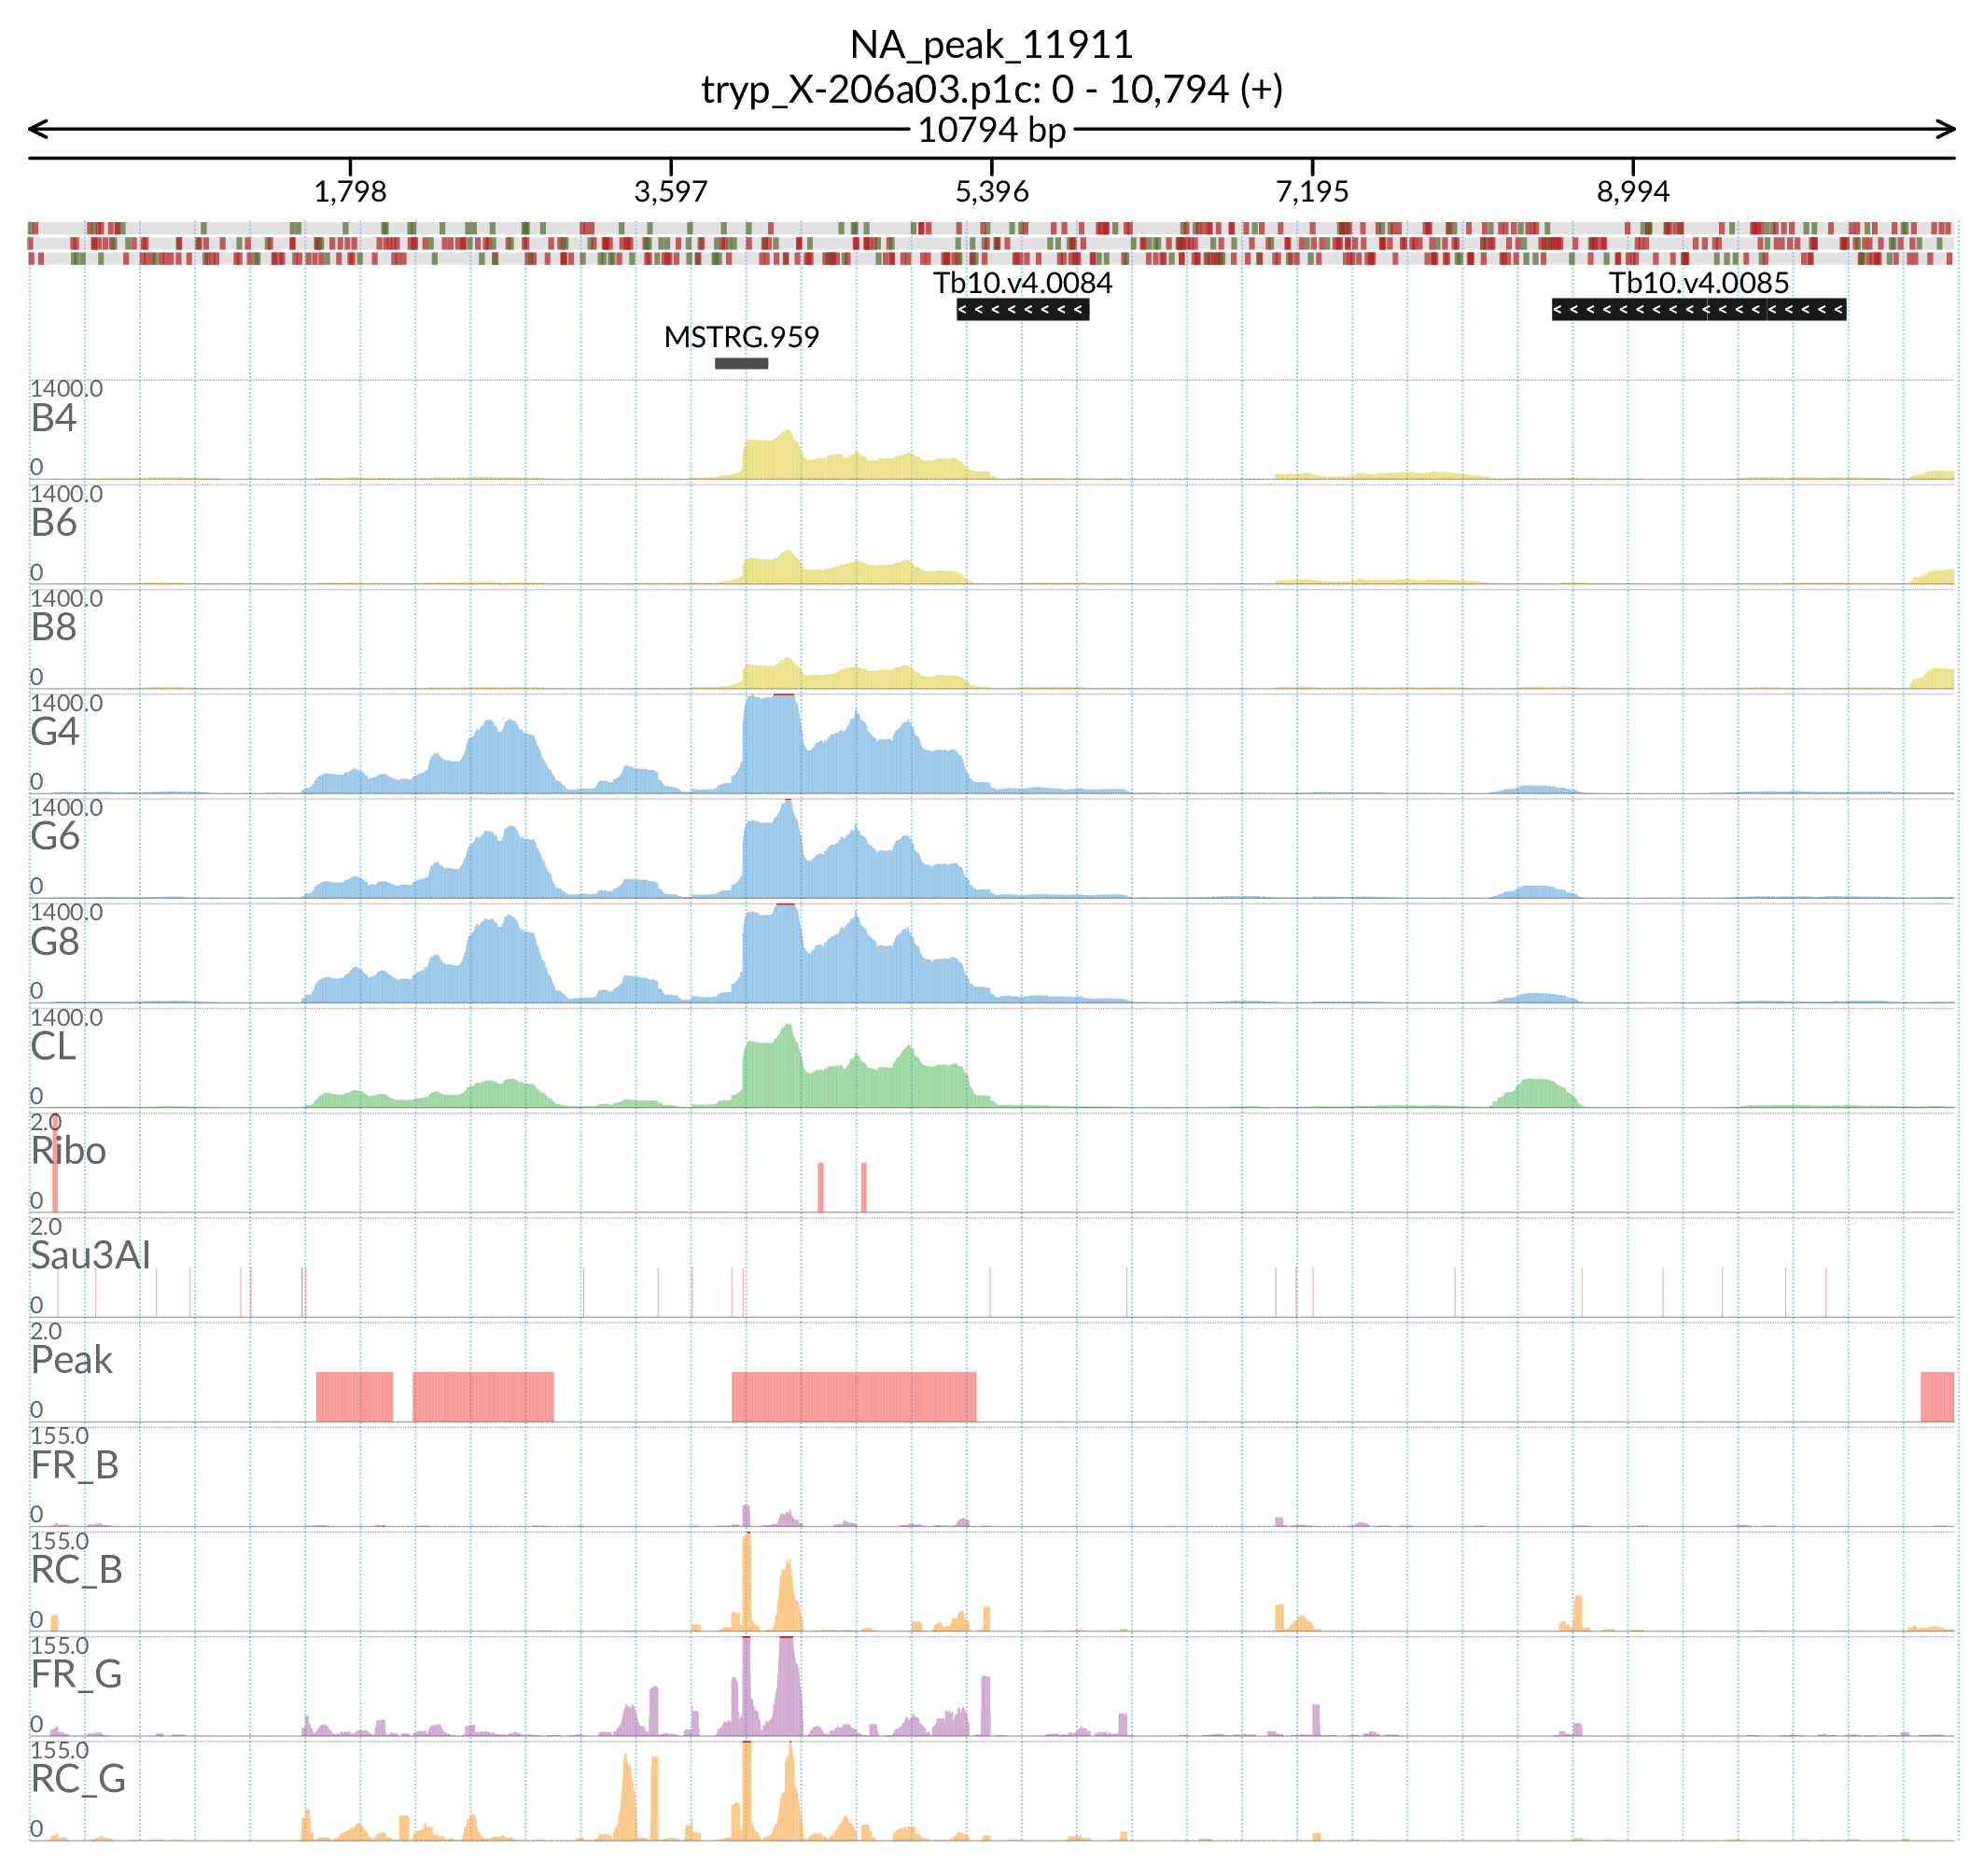 NA_peak_11911
tryp_X-206a03.p1c: 0 - 10,794 (+)
10794 bp
1,798 3,597 5,396 7,195 8,994
Tb10.v4.0084 Tb10.v4.0085
MSTRG.959
1400.0
B4
0
1400.0
B6
0
1400.0
B8
0
1400.0
G4
0
1400.0
G6
0
1400.0
G8
0
1400.0
CL
0
2.0
Ribo
0
2.0
Sau3AI
0
2.0
Peak
0
155.0
FR_B
0
155.0
RC_B
0
155.0
FR_G
0
155.0
RC_G
0